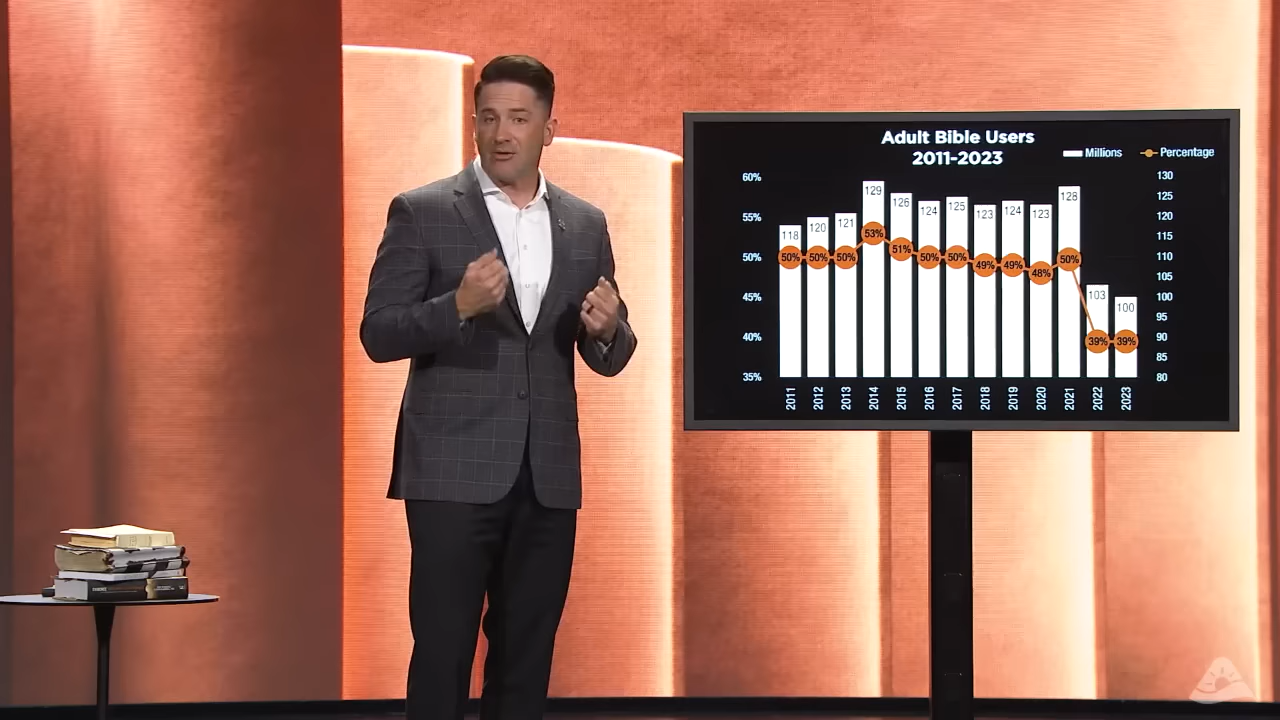 Adult Bible Users
2011-2023
Millions Percentage
60% 130
125
55% 120
115
50% 110
105
45% 100
95
40% 90
85
35% 80
118 120 121 129 126 124 125 123 124 123 128 103 100
50% 50% 50% 53% 51% 50% 50% 49% 49% 48% 50% 39% 39%
2011 2012 2013 2014 2015 2016 2017 2018 2019 2020 2021 2022 2023